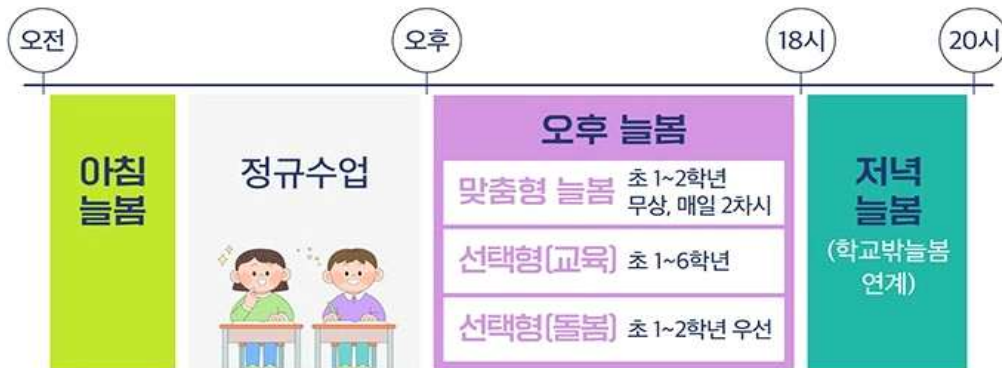 오전
오후
18시
20시
아침
늘봄
정규수업
오후 늘봄
맞춤형 늘봄
초 1~2학년
무상, 매일 2차시
선택형(교육) 초 1~6학년
선택형(돌봄) 초 1~2학년 우선
저녁
늘봄
(학교밖늘봄
연계)